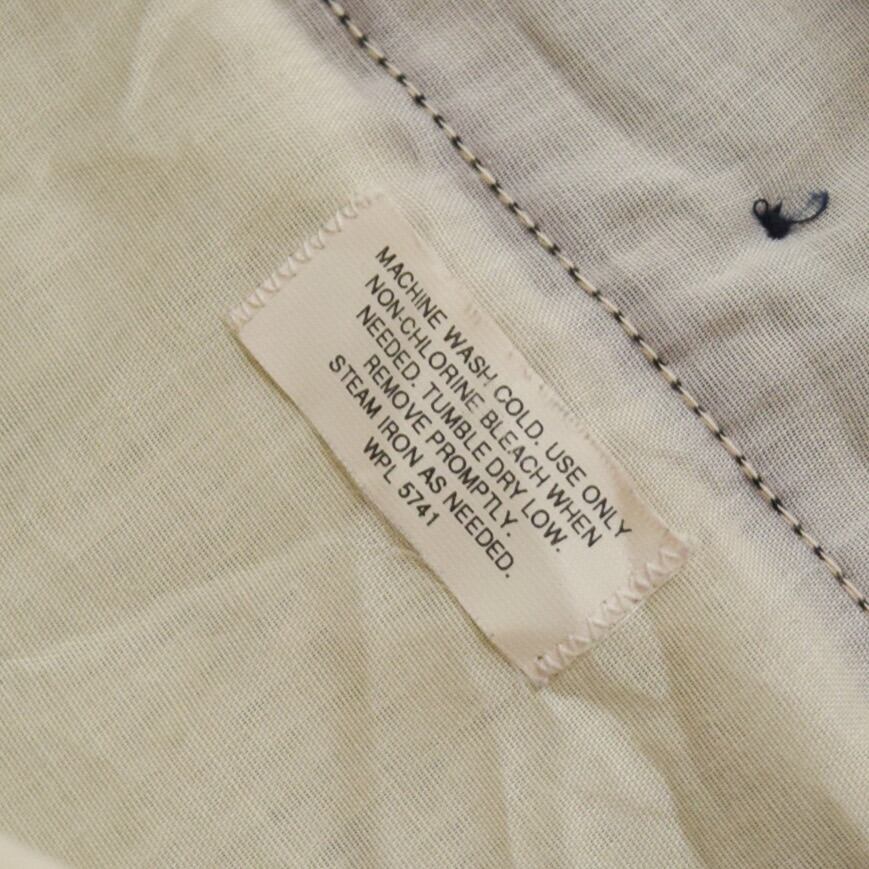 MACHINE WASH COLD. USE ONLY
NON-CHLORINE BLEACH WHEN
NEEDED. TUMBLE DRY LOW.
REMOVE PROMPTLY.
STEAM IRON AS NEEDED.
WPL 5741